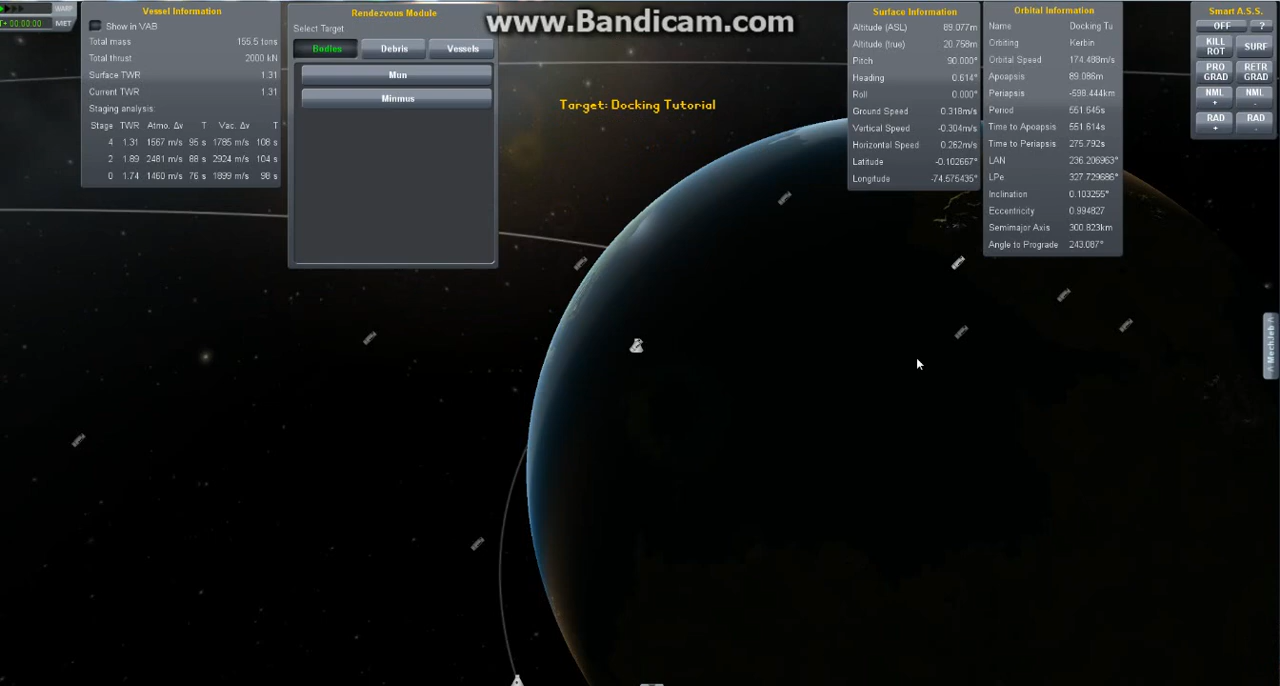 www.Bandicam.com
WARP
T+ 00:00:00 MET
Vessel Information
Show in VAB
Total mass 155.5 tons
Total thrust 2000 kN
Surface TWR 1.31
Current TWR 1.31
Staging analysis:
Stage TWR Atmo. Δv T Vac. Δv T
4 1.31 1567 m/s 95 s 1785 m/s 108 s
2 1.89 2481 m/s 88 s 2924 m/s 104 s
0 1.74 1460 m/s 76 s 1899 m/s 98 s
Rendezvous Module
Select Target
Bodies Debris Vessels
Mun
Minmus
Target: Docking Tutorial
Surface Information
Altitude (ASL) 89.077m
Altitude (true) 20.758m
Pitch 90.000°
Heading 0.614°
Roll 0.000°
Ground Speed 0.318m/s
Vertical Speed -0.304m/s
Horizontal Speed 0.262m/s
Latitude -0.102667°
Longitude -74.575435°
Orbital Information
Name Docking Tu
Orbiting Kerbin
Orbital Speed 174.488m/s
Apoapsis 89.086m
Periapsis -598.444km
Period 551.645s
Time to Apoapsis 551.614s
Time to Periapsis 275.792s
LAN 236.206963°
LPe 327.729686°
Inclination 0.103255°
Eccentricity 0.994827
Semimajor Axis 300.823km
Angle to Prograde 243.087°
Smart A.S.S.
OFF ?
KILL ROT SURF
PRO GRAD RETR GRAD
NML + NML -
RAD + RAD -
^ MechJeb ^